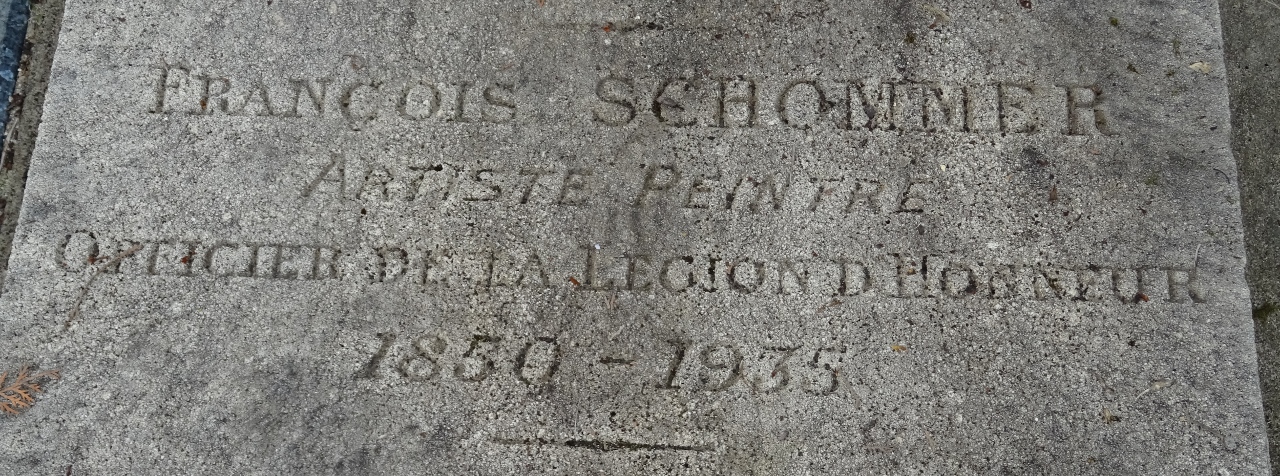 FRANÇOIS SCHOMMER
ARTISTE PEINTRE
OFFICIER DE LA LEGION D HONNEUR
1850 - 1935